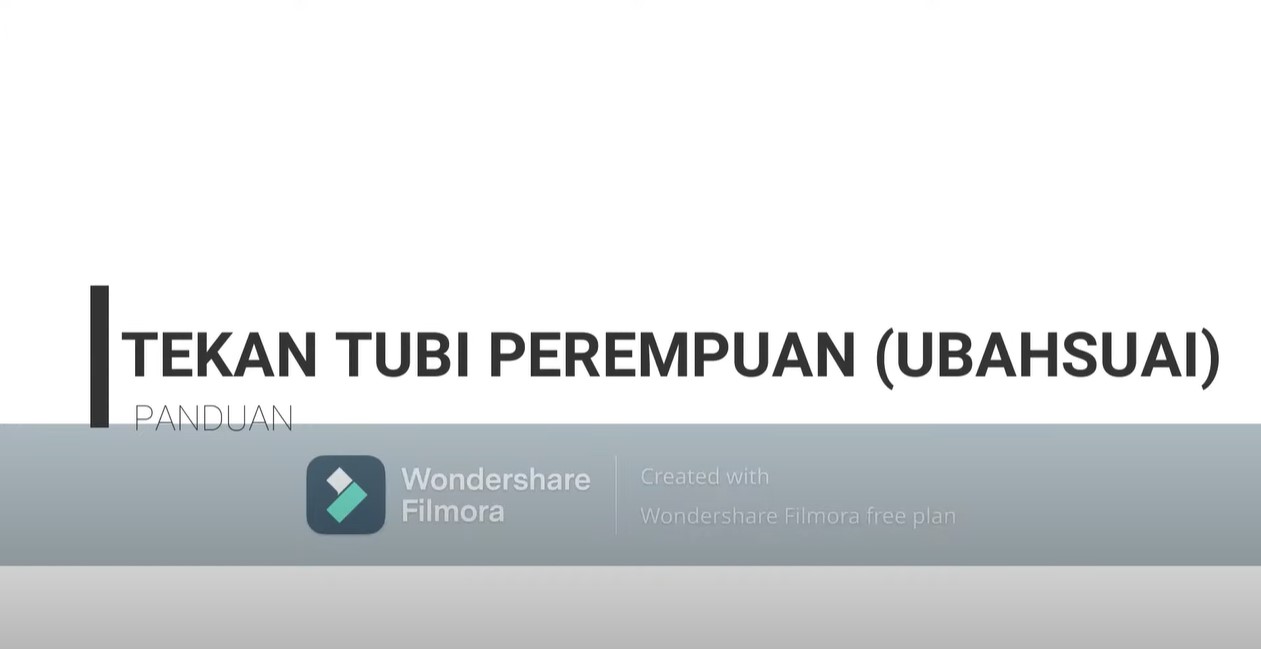 TEKAN TUBI PEREMPUAN (UBAHSUAI)
PANDUAN
Wondershare
Filmora
Created with
Wondershare Filmora free plan